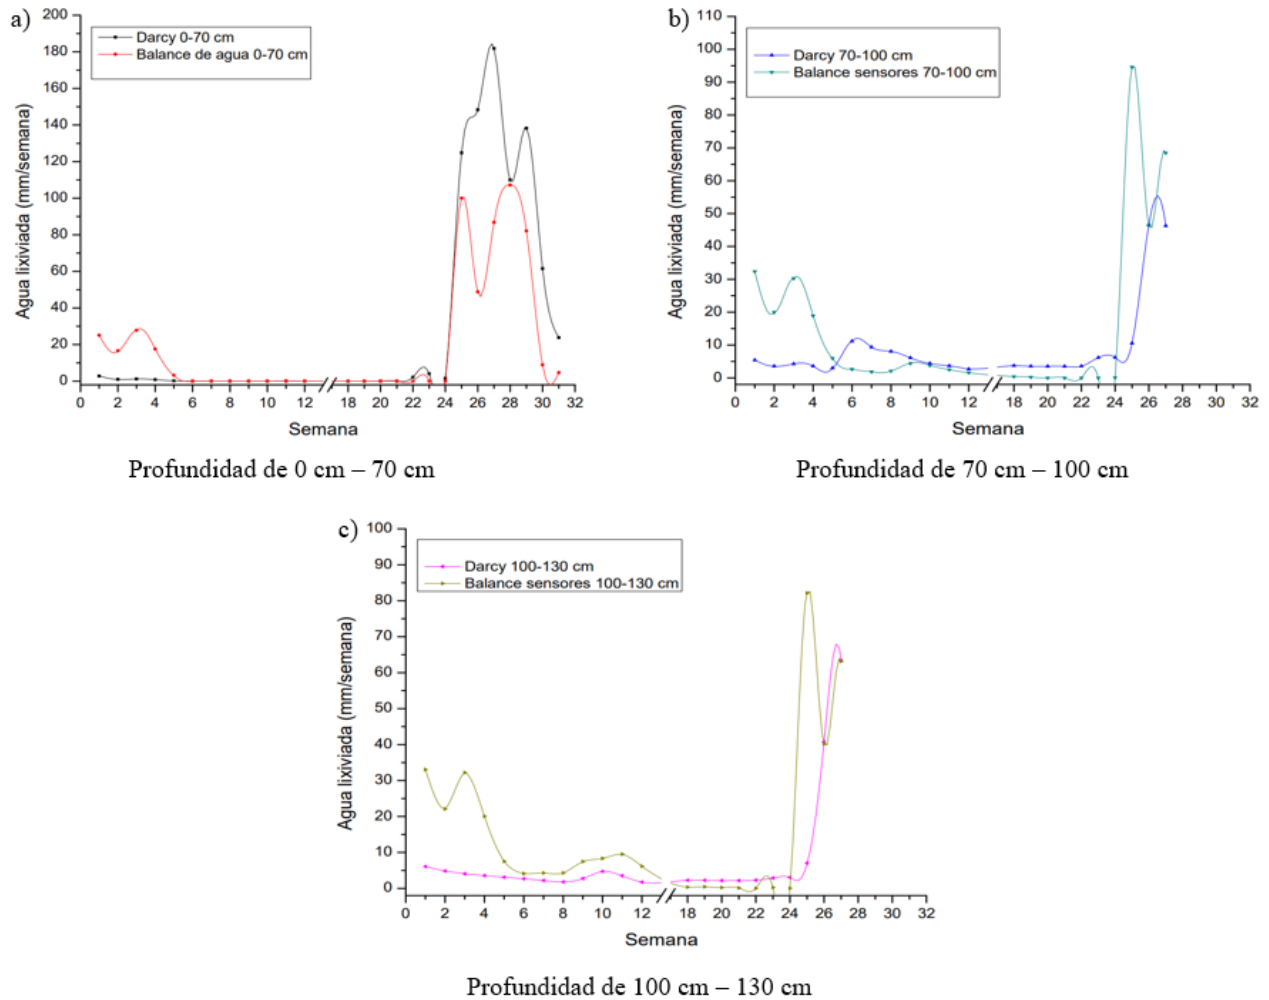 a)
Darcy 0-70 cm
Balance de agua 0-70 cm
Agua lixiviada (mm/semana)
200
180
160
140
120
100
80
60
40
20
0
0 2 4 6 8 10 12 18 20 22 24 26 28 30 32
Semana
Profundidad de 0 cm – 70 cm
b)
Darcy 70-100 cm
Balance sensores 70-100 cm
Agua lixiviada (mm/semana)
110
100
90
80
70
60
50
40
30
20
10
0
0 2 4 6 8 10 12 18 20 22 24 26 28 30 32
Semana
Profundidad de 70 cm – 100 cm
c)
Darcy 100-130 cm
Balance sensores 100-130 cm
Agua lixiviada (mm/semana)
100
90
80
70
60
50
40
30
20
10
0
0 2 4 6 8 10 12 18 20 22 24 26 28 30 32
Semana
Profundidad de 100 cm – 130 cm